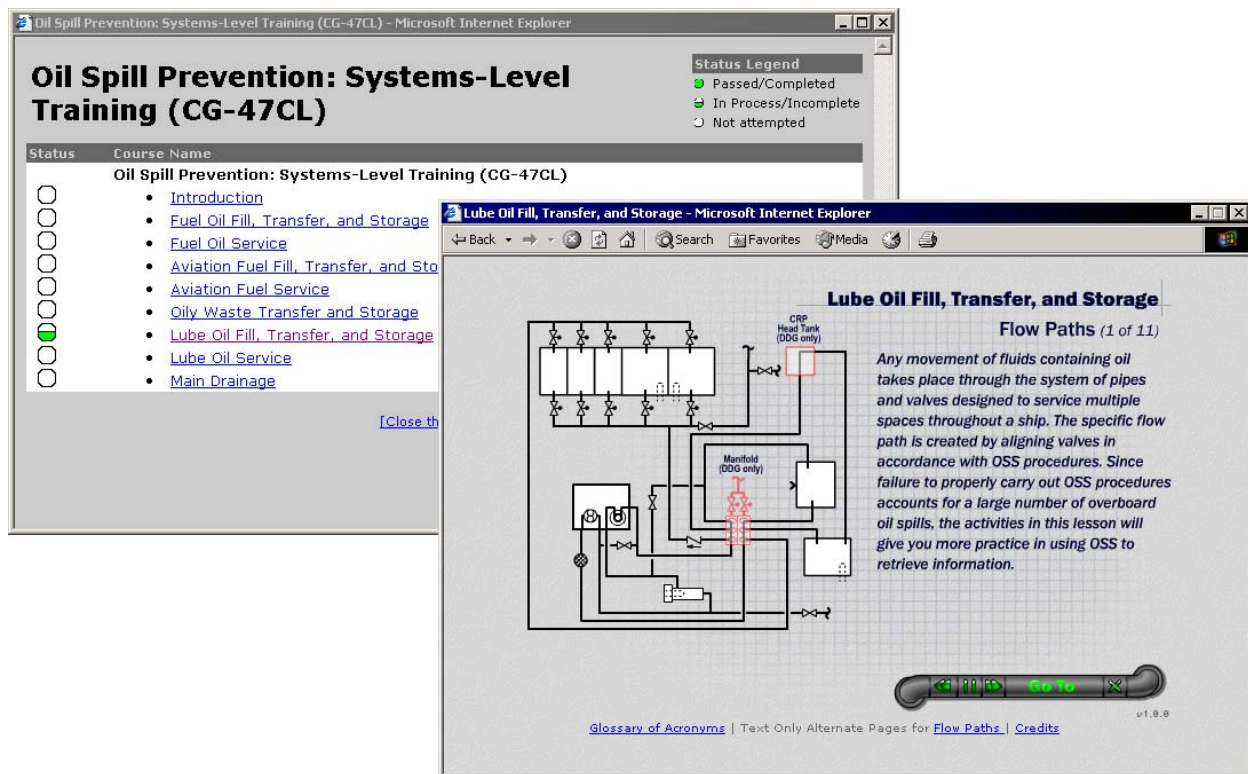 Oil Spill Prevention: Systems-Level Training (CG-47CL) - Microsoft Internet Explorer
Oil Spill Prevention: Systems-Level
Training (CG-47CL)
Status Legend
Passed/Completed
In Process/Incomplete
Not attempted
Status Course Name
Oil Spill Prevention: Systems-Level Training (CG-47CL)
• Introduction
• Fuel Oil Fill, Transfer, and Storage
• Fuel Oil Service
• Aviation Fuel Fill, Transfer, and Sto
• Aviation Fuel Service
• Oily Waste Transfer and Storage
• Lube Oil Fill, Transfer, and Storage
• Lube Oil Service
• Main Drainage
[Close th
Lube Oil Fill, Transfer, and Storage - Microsoft Internet Explorer
Back Search Favorites Media
Lube Oil Fill, Transfer, and Storage
Flow Paths (1 of 11)
CRP
Head Tank
(DDG only)
Manifold
(DDG only)
Any movement of fluids containing oil
takes place through the system of pipes
and valves designed to service multiple
spaces throughout a ship. The specific flow
path is created by aligning valves in
accordance with OSS procedures. Since
failure to properly carry out OSS procedures
accounts for a large number of overboard
oil spills, the activities in this lesson will
give you more practice in using OSS to
retrieve information.
Go To
v1.0.0
Glossary of Acronyms | Text Only Alternate Pages for Flow Paths | Credits